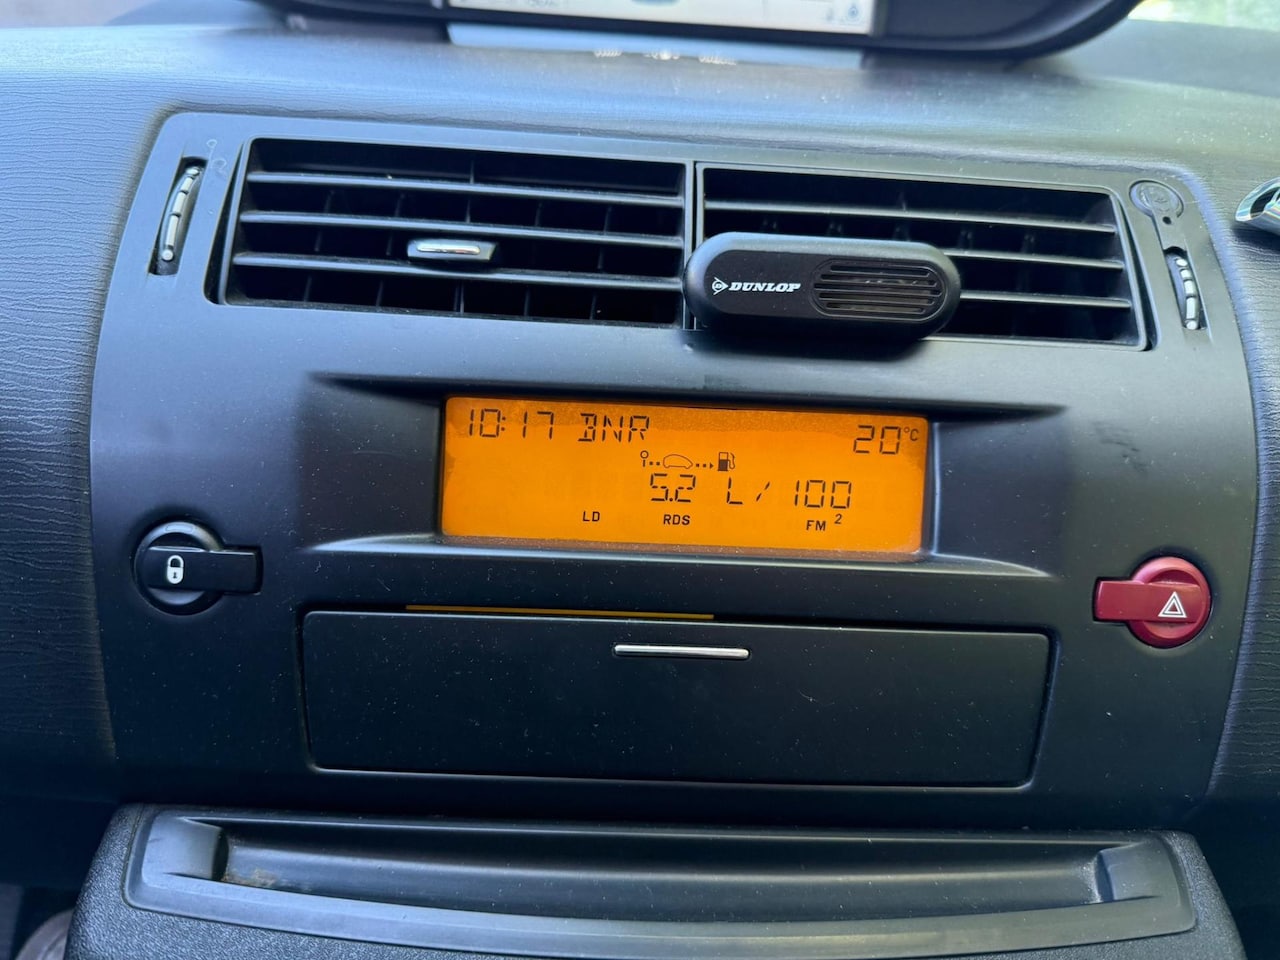 DUNLOP
10:17 BNR 20°C
5.2 L/100
LD RDS FM 2